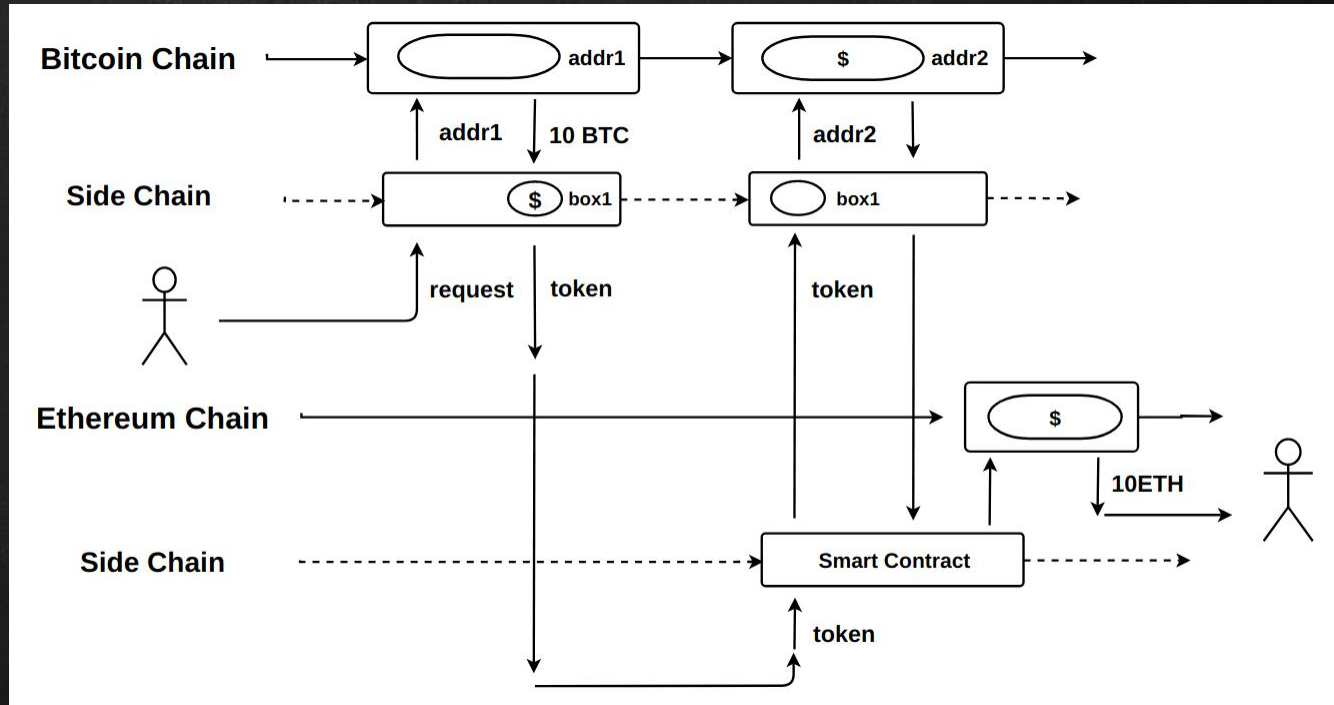 Bitcoin Chain
addr1
$
addr2
addr1
10 BTC
addr2
Side Chain
$
box1
box1
request
token
token
Ethereum Chain
$
10ETH
Side Chain
Smart Contract
token